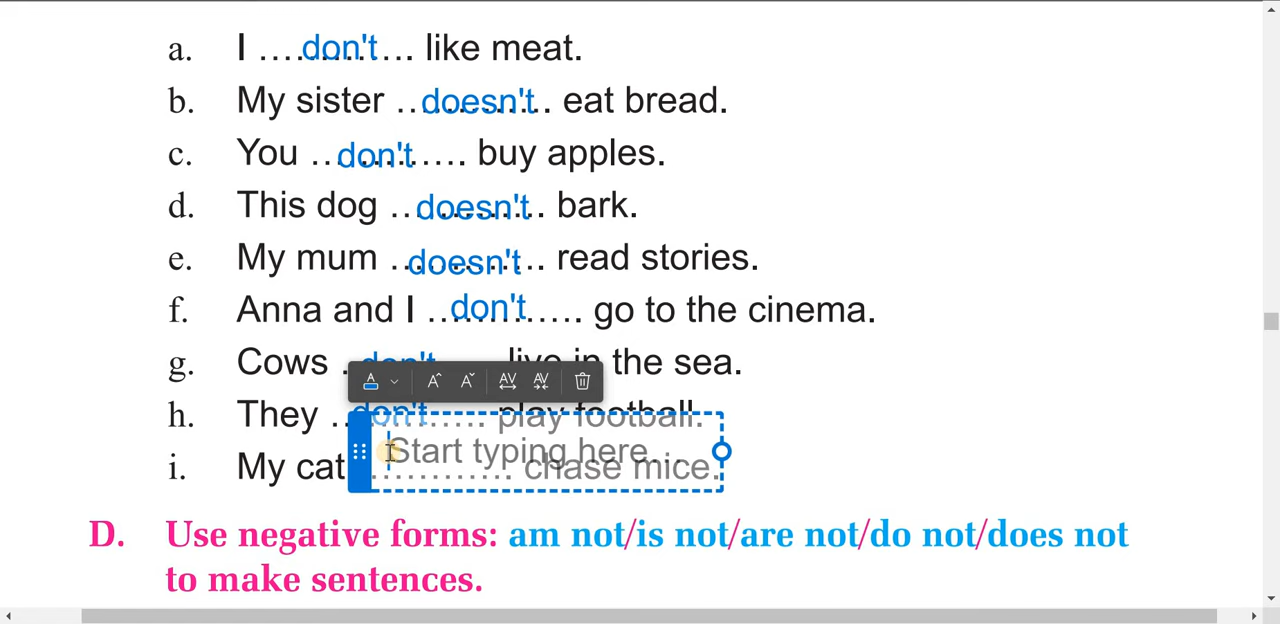 a. I ....don't... like meat.
b. My sister ..doesn't.. eat bread.
c. You ..don't..... buy apples.
d. This dog ..doesn't.. bark.
e. My mum ..doesn't.. read stories.
f. Anna and I ..don't..... go to the cinema.
g. Cows .don't.... live in the sea.
h. They ..don't...... play football.
Start typing here...
i. My cat ............ chase mice.
D. Use negative forms: am not/is not/are not/do not/does not
to make sentences.